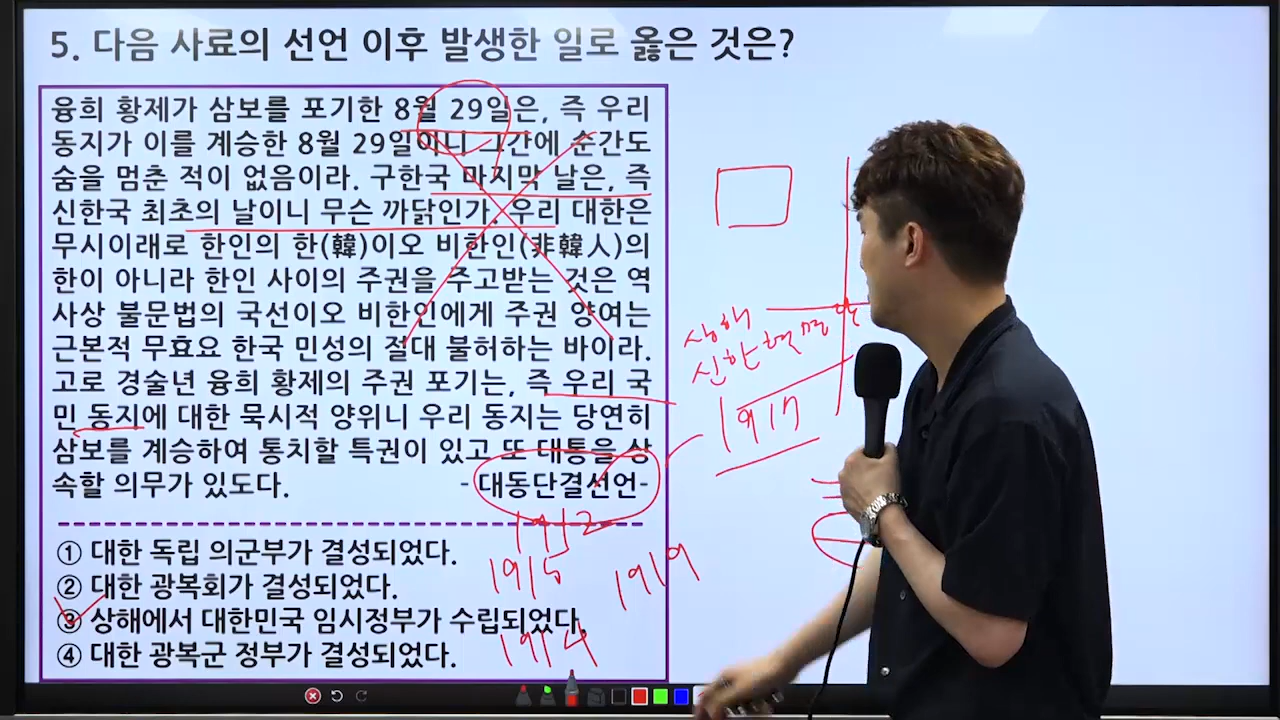 5. 다음 사료의 선언 이후 발생한 일로 옳은 것은?
융희 황제가 삼보를 포기한 8월 29일은, 즉 우리
동지가 이를 계승한 8월 29일이니 그간에 순간도
숨을 멈춘 적이 없음이라. 구한국 마지막 날은, 즉
신한국 최초의 날이니 무슨 까닭인가. 우리 대한은
무시이래로 한인의 한(韓)이오 비한인(非韓人)의
한이 아니라 한인 사이의 주권을 주고받는 것은 역
사상 불문법의 국선이오 비한인에게 주권 양여는
근본적 무효요 한국 민성의 절대 불허하는 바이라.
고로 경술년 융희 황제의 주권 포기는, 즉 우리 국
민 동지에 대한 묵시적 양위니 우리 동지는 당연히
삼보를 계승하여 통치할 특권이 있고 또 대통을 상
속할 의무가 있도다. -대동단결선언-
① 대한 독립 의군부가 결성되었다.
② 대한 광복회가 결성되었다.
③ 상해에서 대한민국 임시정부가 수립되었다.
④ 대한 광복군 정부가 결성되었다.
상해
신한
1917
1912
1915
1919
1914